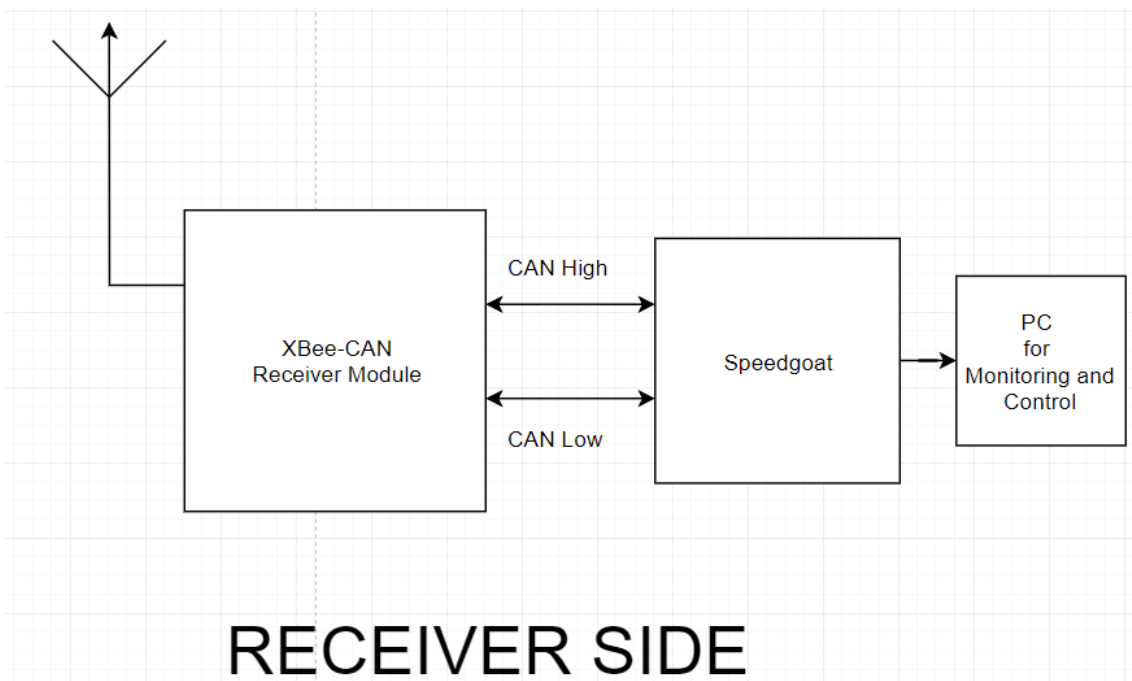 CAN High
XBee-CAN
Receiver Module
CAN Low
Speedgoat
PC
for
Monitoring and
Control
RECEIVER SIDE